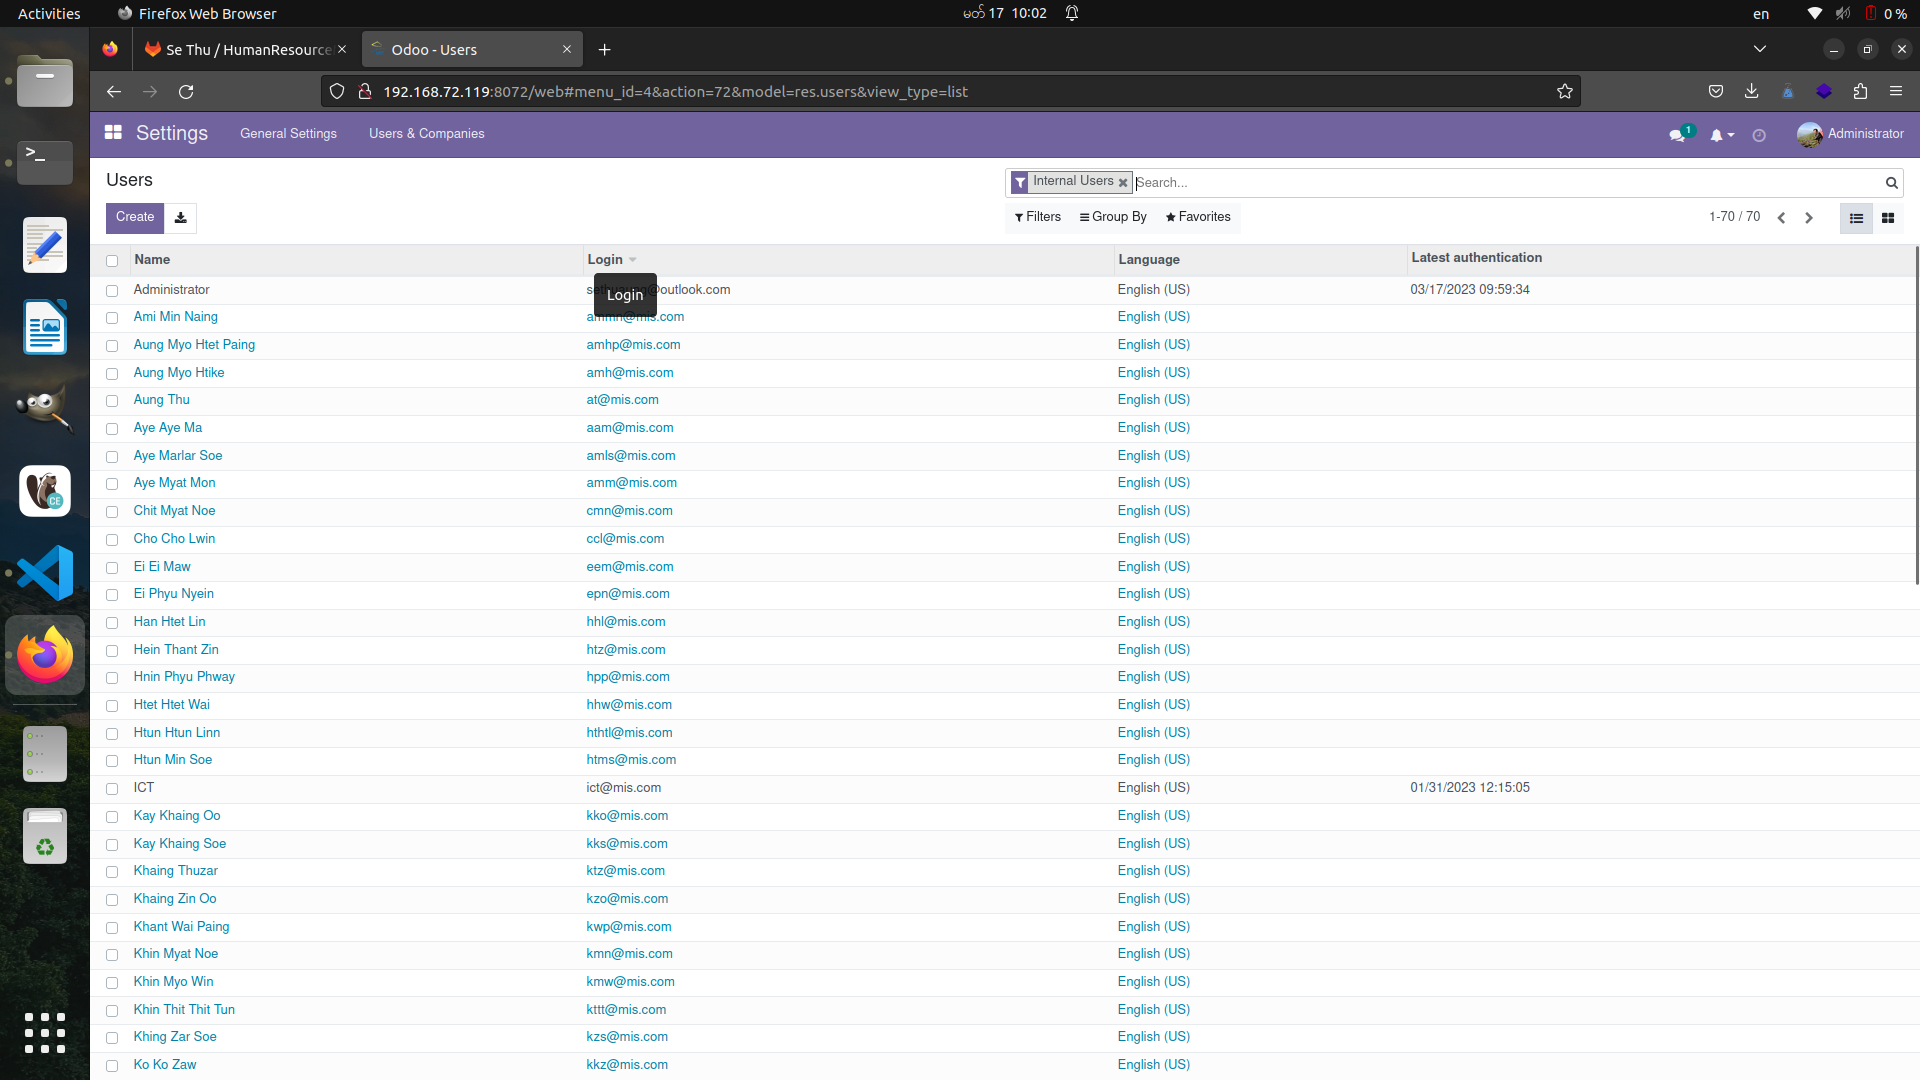 Activities Firefox Web Browser မတ် 17 10:02 en 0 %
Se Thu / HumanResource Odoo - Users
192.168.72.119:8072/web#menu_id=4&action=72&model=res.users&view_type=list
Settings General Settings Users & Companies 1 Administrator
Users Internal Users Search...
Create Filters Group By Favorites 1-70 / 70
Name Login Language Latest authentication
Administrator @outlook.com English (US) 03/17/2023 09:59:34
Login
Ami Min Naing ammn@mis.com English (US)
Aung Myo Htet Paing amhp@mis.com English (US)
Aung Myo Htike amh@mis.com English (US)
Aung Thu at@mis.com English (US)
Aye Aye Ma aam@mis.com English (US)
Aye Marlar Soe amls@mis.com English (US)
Aye Myat Mon amm@mis.com English (US)
Chit Myat Noe cmn@mis.com English (US)
Cho Cho Lwin ccl@mis.com English (US)
Ei Ei Maw eem@mis.com English (US)
Ei Phyu Nyein epn@mis.com English (US)
Han Htet Lin hhl@mis.com English (US)
Hein Thant Zin htz@mis.com English (US)
Hnin Phyu Phway hpp@mis.com English (US)
Htet Htet Wai hhw@mis.com English (US)
Htun Htun Linn hthtl@mis.com English (US)
Htun Min Soe htms@mis.com English (US)
ICT ict@mis.com English (US) 01/31/2023 12:15:05
Kay Khaing Oo kko@mis.com English (US)
Kay Khaing Soe kks@mis.com English (US)
Khaing Thuzar ktz@mis.com English (US)
Khaing Zin Oo kzo@mis.com English (US)
Khant Wai Paing kwp@mis.com English (US)
Khin Myat Noe kmn@mis.com English (US)
Khin Myo Win kmw@mis.com English (US)
Khin Thit Thit Tun kttt@mis.com English (US)
Khing Zar Soe kzs@mis.com English (US)
Ko Ko Zaw kkz@mis.com English (US)